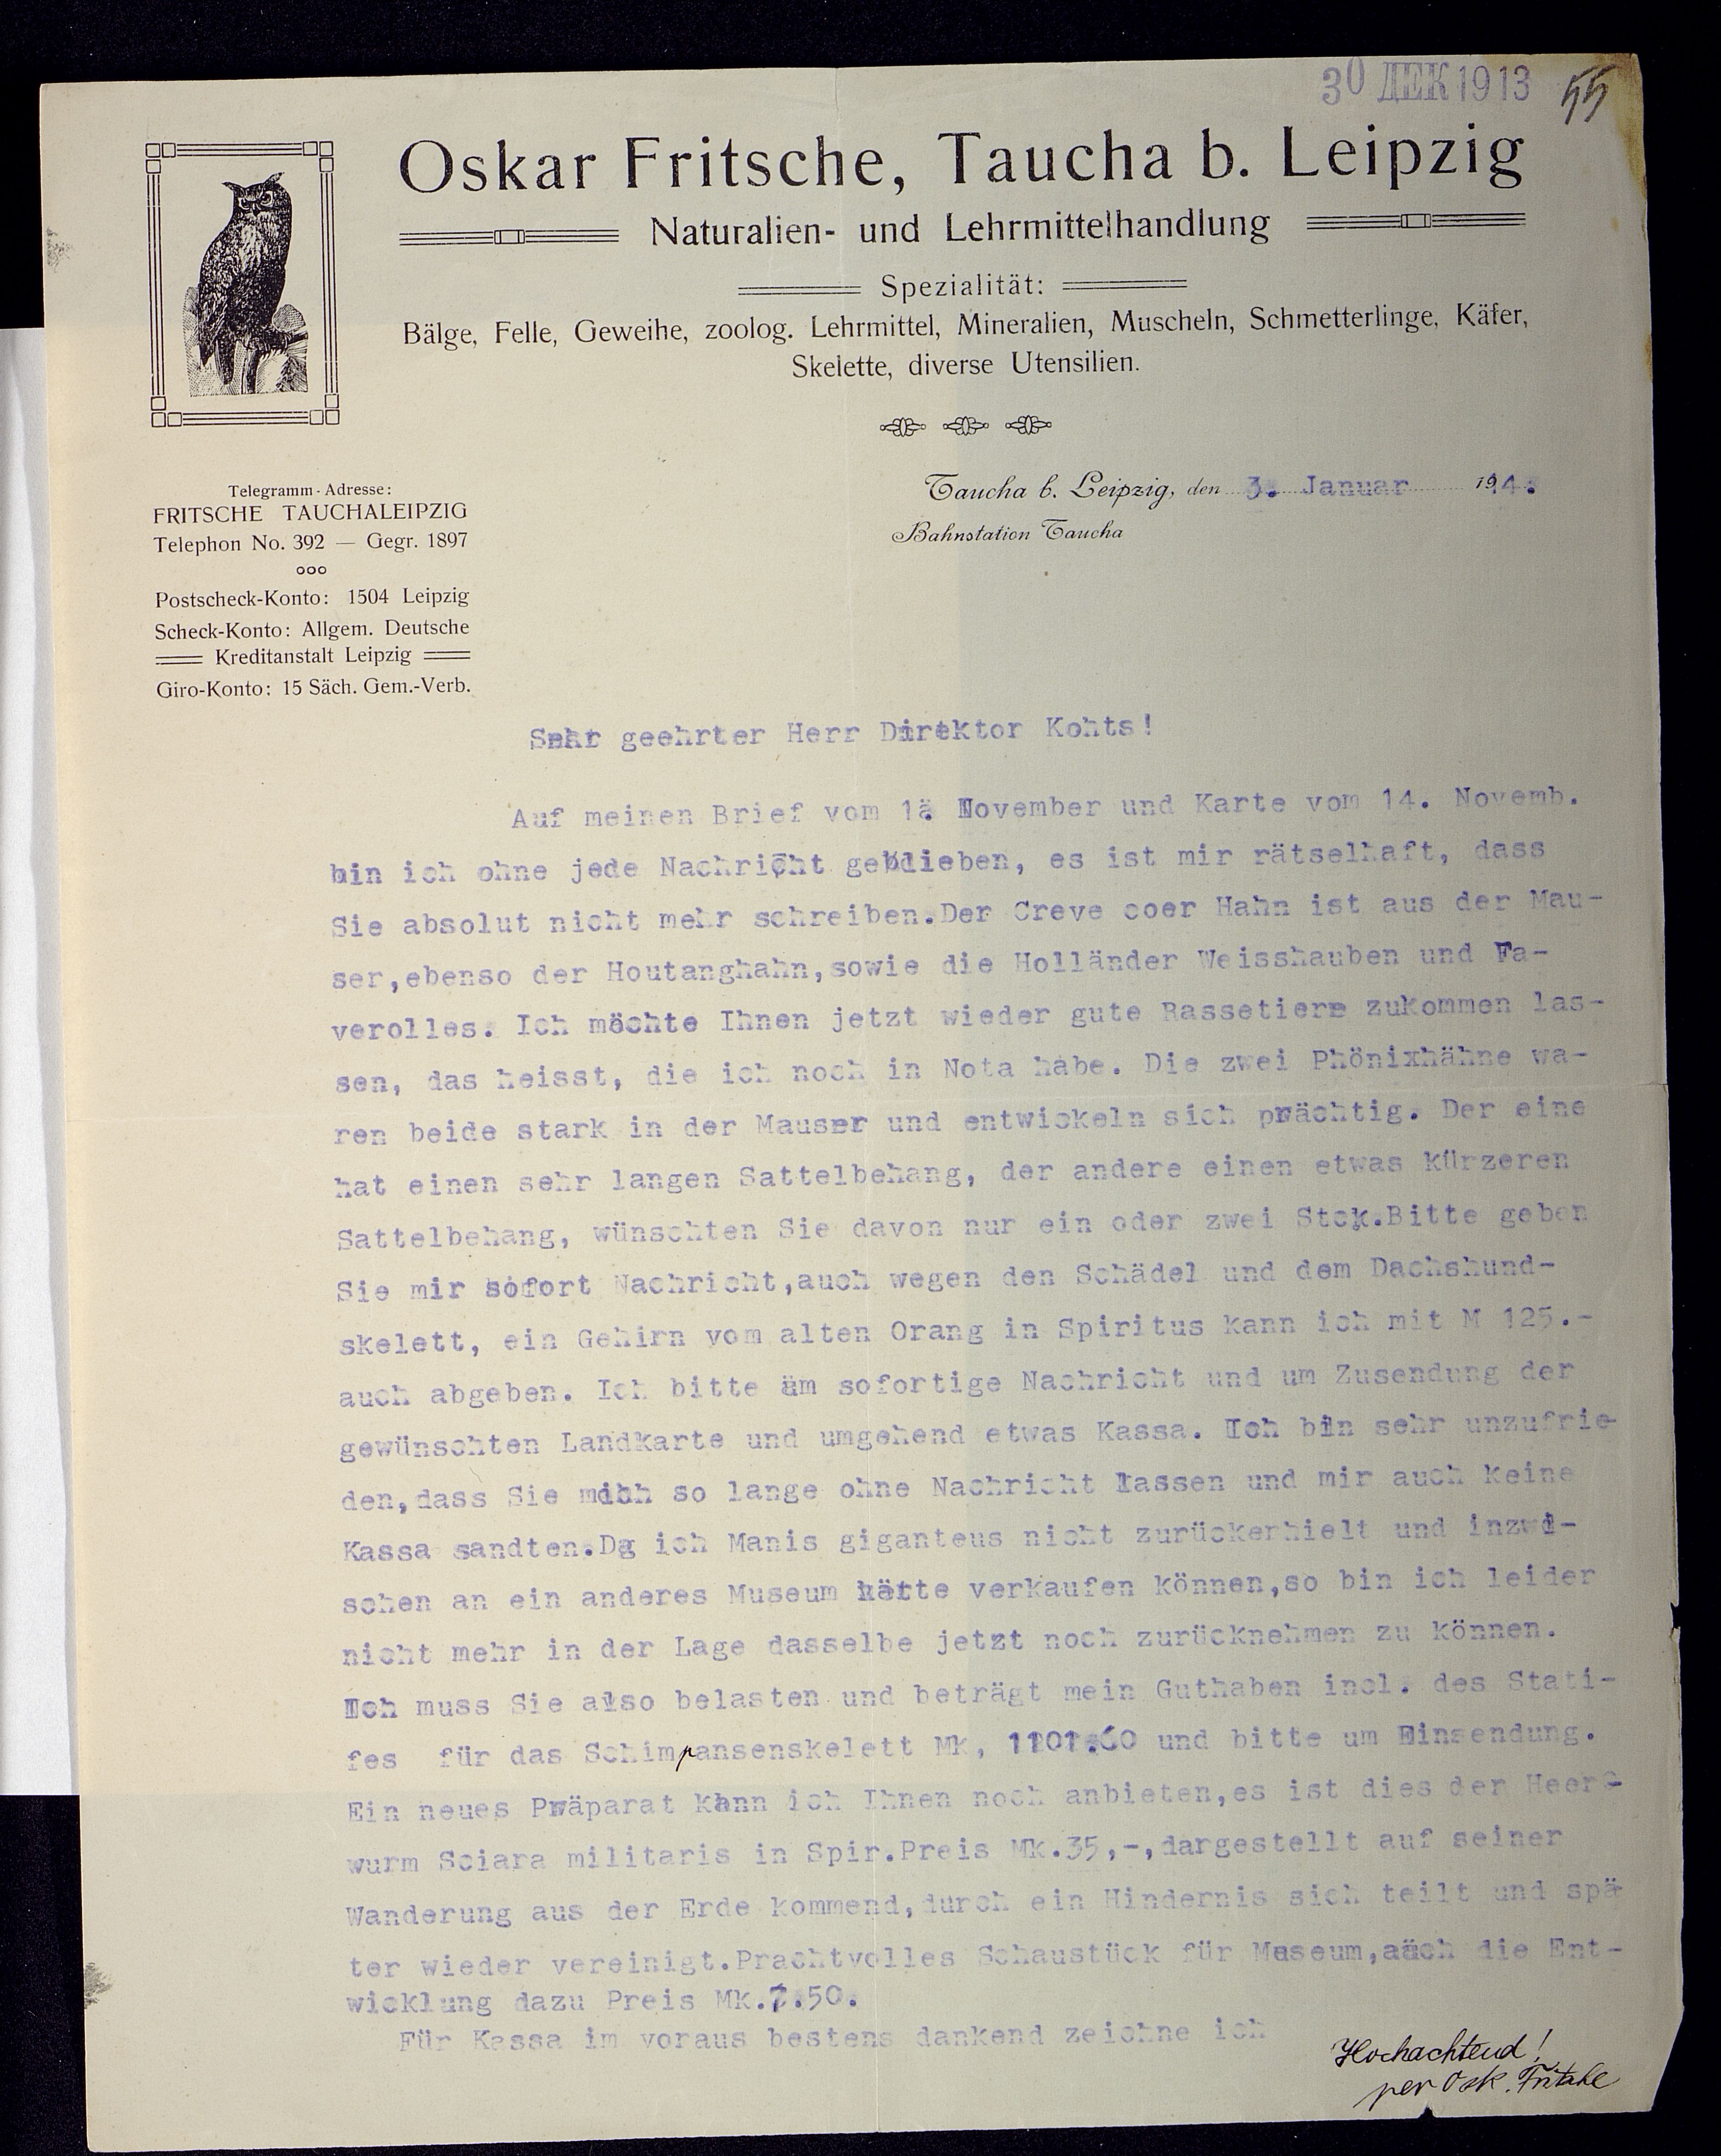 30 ДЕК 1913 55
Oskar Fritsche, Taucha b. Leipzig
Naturalien- und Lehrmittelhandlung
Spezialität:
Bälge, Felle, Geweihe, zoolog. Lehrmittel, Mineralien, Muscheln, Schmetterlinge, Käfer,
Skelette, diverse Utensilien.
Telegramm-Adresse:
FRITSCHE TAUCHALEIPZIG
Telephon No. 392 — Gegr. 1897
Postscheck-Konto: 1504 Leipzig
Scheck-Konto: Allgem. Deutsche
Kreditanstalt Leipzig
Giro-Konto: 15 Säch. Gem.-Verb.
Taucha b. Leipzig, den 3. Januar 1914.
Bahnstation Taucha
Sehr geehrter Herr Direktor Kohts!
Auf meinen Brief vom November und Karte vom 14. Novemb.
bin ich ohne jede Nachricht geblieben, es ist mir rätselhaft, dass
Sie absolut nicht mehr schreiben.Der Creve coer Hahn ist aus der Mau-
ser,ebenso der Houtanghahn,sowie die Holländer Weisshauben und Fa-
verolles. Ich möchte Ihnen jetzt wieder gute Rassetiere zukommen las-
sen, das heisst, die ich noch in Nota habe. Die zwei Phönixhähne wa-
ren beide stark in der Mauser und entwickeln sich prächtig. Der eine
hat einen sehr langen Sattelbehang, der andere einen etwas kürzeren
Sattelbehang, wünschten Sie davon nur ein oder zwei Stck.Bitte geben
Sie mir sofort Nachricht,auch wegen den Schädel und dem Dachshund-
skelett, ein Gehirn vom alten Orang in Spiritus kann ich mit M 125.-
auch abgeben. Ich bitte um sofortige Nachricht und um Zusendung der
gewünschten Landkarte und umgehend etwas Kassa. Ich bin sehr unzufrie-
den,dass Sie mich so lange ohne Nachricht lassen und mir auch keine
Kassa sandten.Da ich Manis giganteus nicht zurückerhielt und inzwi-
schen an ein anderes Museum hätte verkaufen können,so bin ich leider
nicht mehr in der Lage dasselbe jetzt noch zurücknehmen zu können.
Ich muss Sie also belasten und beträgt mein Guthaben incl. des Stati-
fes für das Schimpansenskelett Mk, 1101.60 und bitte um Einsendung.
Ein neues Präparat kann ich Ihnen noch anbieten,es ist dies der Heer-
wurm Sciara militaris in Spir.Preis Mk.35,-,dargestellt auf seiner
Wanderung aus der Erde kommend,durch ein Hindernis sich teilt und spä-
ter wieder vereinigt.Prachtvolles Schaustück für Museum,auch die Ent-
wicklung dazu Preis Mk.7.50.
Für Kassa im voraus bestens dankend zeichne ich
Hochachtend!
per Osk. Fritsche